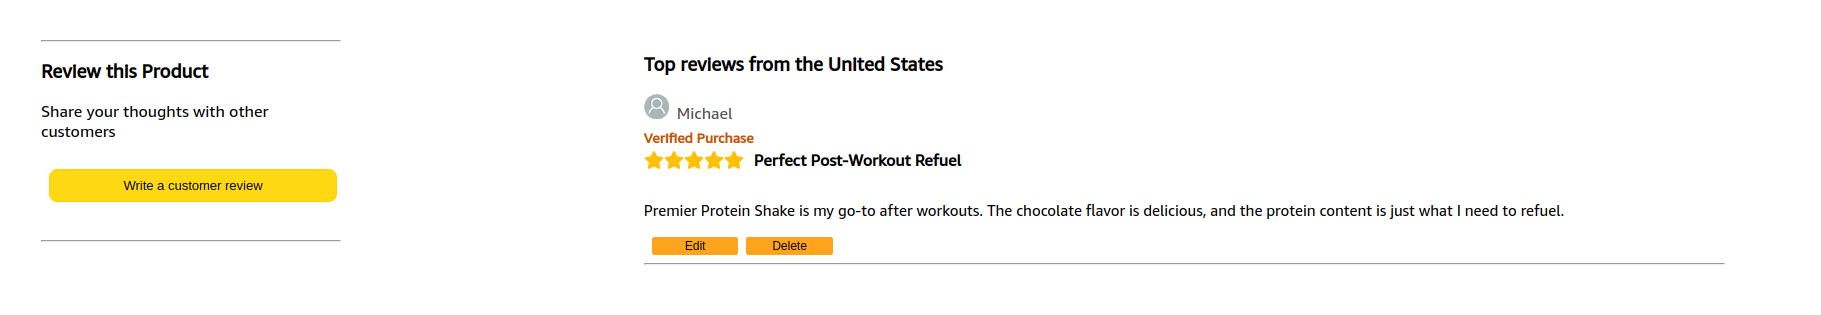 Review this Product
Share your thoughts with other
customers
Write a customer review
Top reviews from the United States
Michael
Verified Purchase
Perfect Post-Workout Refuel
Premier Protein Shake is my go-to after workouts. The chocolate flavor is delicious, and the protein content is just what I need to refuel.
Edit Delete